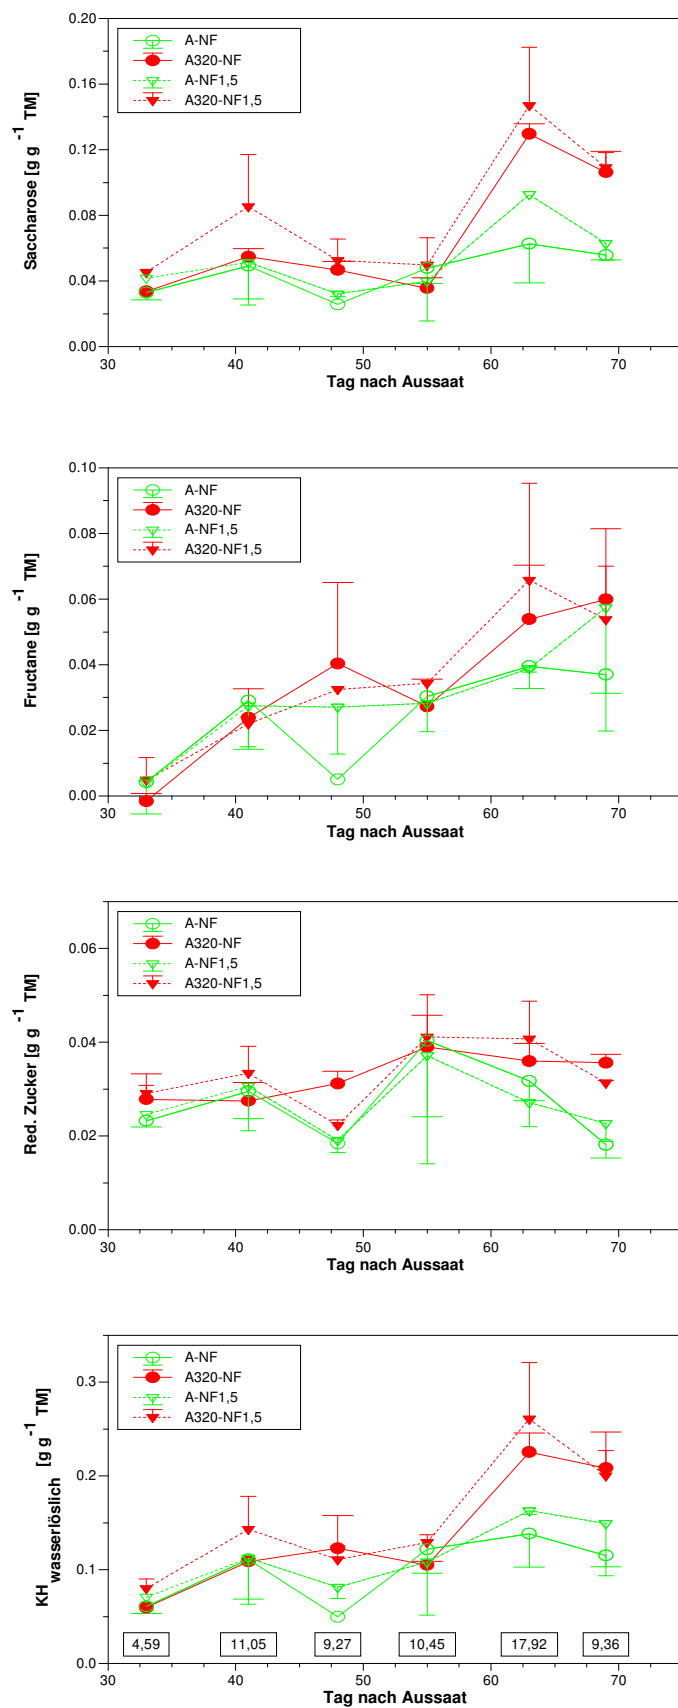 0.20
0.16
0.12
0.08
0.04
0.00
Saccharose [g g -1 TM]
A-NF
A320-NF
A-NF1,5
A320-NF1,5
30 40 50 60 70
Tag nach Aussaat
0.10
0.08
0.06
0.04
0.02
0.00
Fructane [g g -1 TM]
A-NF
A320-NF
A-NF1,5
A320-NF1,5
30 40 50 60 70
Tag nach Aussaat
0.06
0.04
0.02
0.00
Red. Zucker [g g -1 TM]
A-NF
A320-NF
A-NF1,5
A320-NF1,5
30 40 50 60 70
Tag nach Aussaat
0.3
0.2
0.1
0.0
KH wasserlöslich [g g -1 TM]
A-NF
A320-NF
A-NF1,5
A320-NF1,5
4,59 11,05 9,27 10,45 17,92 9,36
30 40 50 60 70
Tag nach Aussaat